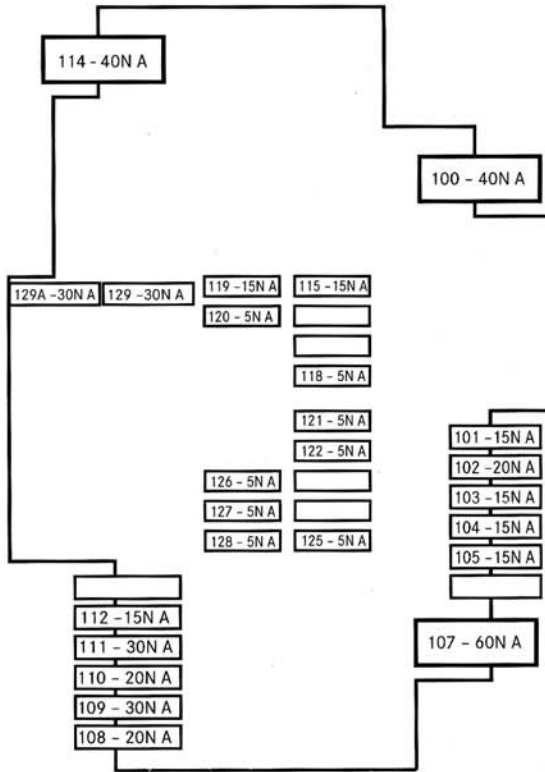 114 - 40N A
100 - 40N A
129A -30N A
129 -30N A
119 -15N A
115 -15N A
120 - 5N A
118 - 5N A
121 - 5N A
122 - 5N A
126 - 5N A
127 - 5N A
128 - 5N A
125 - 5N A
101 -15N A
102 -20N A
103 - 15N A
104 - 15N A
105 - 15N A
107 - 60N A
112 -15N A
111 - 30N A
110 - 20N A
109 - 30N A
108 - 20N A